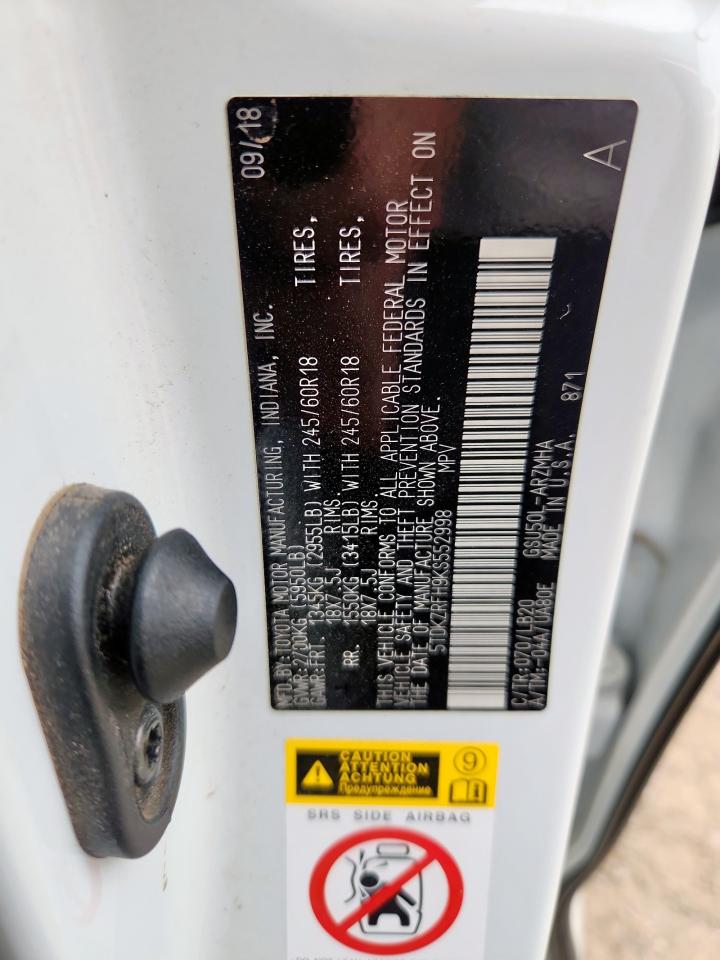 09/18
A
MFD.BY:TOYOTA MOTOR MANUFACTURING, INDIANA, INC.
GVWR:2700KG (5950LB)
GAWR:FRT. 1345KG (2955LB) WITH 245/60R18 TIRES,
18X7.5J RIMS.
RR. 1550KG (3415LB) WITH 245/60R18 TIRES,
18X7.5J RIMS.
THIS VEHICLE CONFORMS TO ALL APPLICABLE FEDERAL MOTOR
VEHICLE SAFETY AND THEFT PREVENTION STANDARDS IN EFFECT ON
THE DATE OF MANUFACTURE SHOWN ABOVE.
5TDKZRFH9KS552998 MPV
C/TR:070/LB20 GSU50L-ARZMHA 871
A/TM:-04A/UA80E MADE IN U.S.A.
CAUTION
ATTENTION
ACHTUNG
Предупреждение
9
SRS SIDE AIRBAG